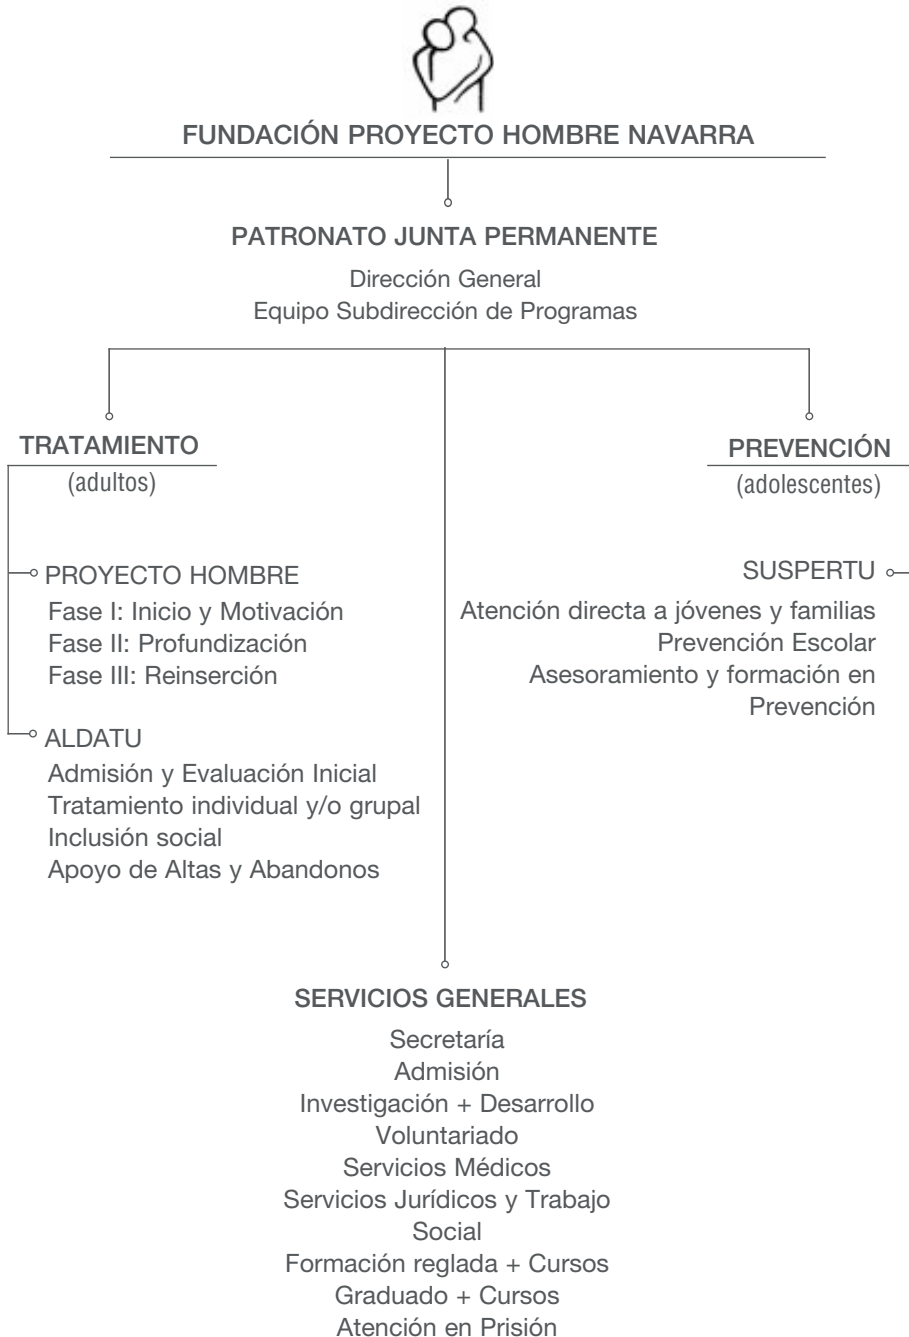 FUNDACIÓN PROYECTO HOMBRE NAVARRA
PATRONATO JUNTA PERMANENTE
Dirección General
Equipo Subdirección de Programas
TRATAMIENTO
(adultos)
PROYECTO HOMBRE
Fase I: Inicio y Motivación
Fase II: Profundización
Fase III: Reinserción
ALDATU
Admisión y Evaluación Inicial
Tratamiento individual y/o grupal
Inclusión social
Apoyo de Altas y Abandonos
PREVENCIÓN
(adolescentes)
SUSPERTU
Atención directa a jóvenes y familias
Prevención Escolar
Asesoramiento y formación en
Prevención
SERVICIOS GENERALES
Secretaría
Admisión
Investigación + Desarrollo
Voluntariado
Servicios Médicos
Servicios Jurídicos y Trabajo
Social
Formación reglada + Cursos
Graduado + Cursos
Atención en Prisión